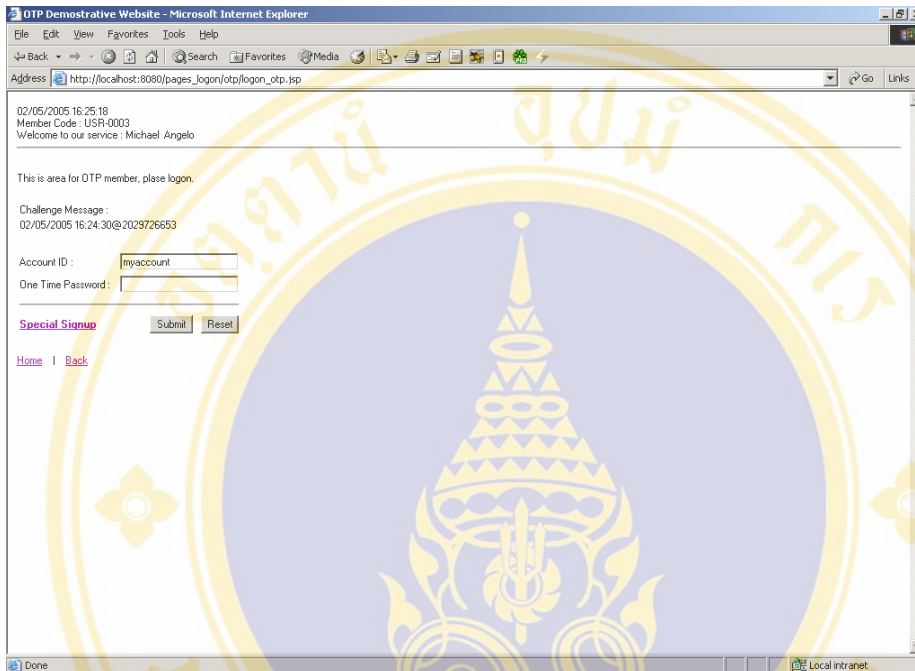 OTP Demostrative Website - Microsoft Internet Explorer
File Edit View Favorites Tools Help
Back Search Favorites Media
Address http://localhost:8080/pages_logon/otp/logon_otp.jsp Go Links
02/05/2005 16:25:18
Member Code : USR-0003
Welcome to our service : Michael Angelo
This is area for OTP member, plase logon.
Challenge Message :
02/05/2005 16:24:30@2029726653
Account ID : myaccount
One Time Password :
Special Signup Submit Reset
Home | Back
Done Local intranet